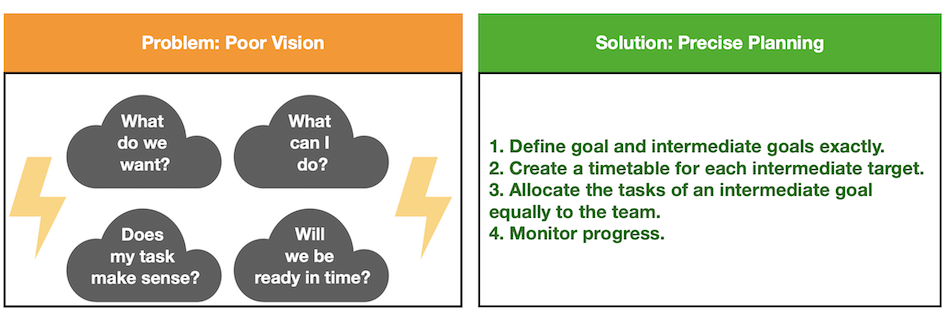 Problem: Poor Vision
What
do we
want?
What
can I
do?
Does
my task
make sense?
Will
we be
ready in time?
Solution: Precise Planning
1. Define goal and intermediate goals exactly.
2. Create a timetable for each intermediate target.
3. Allocate the tasks of an intermediate goal
equally to the team.
4. Monitor progress.